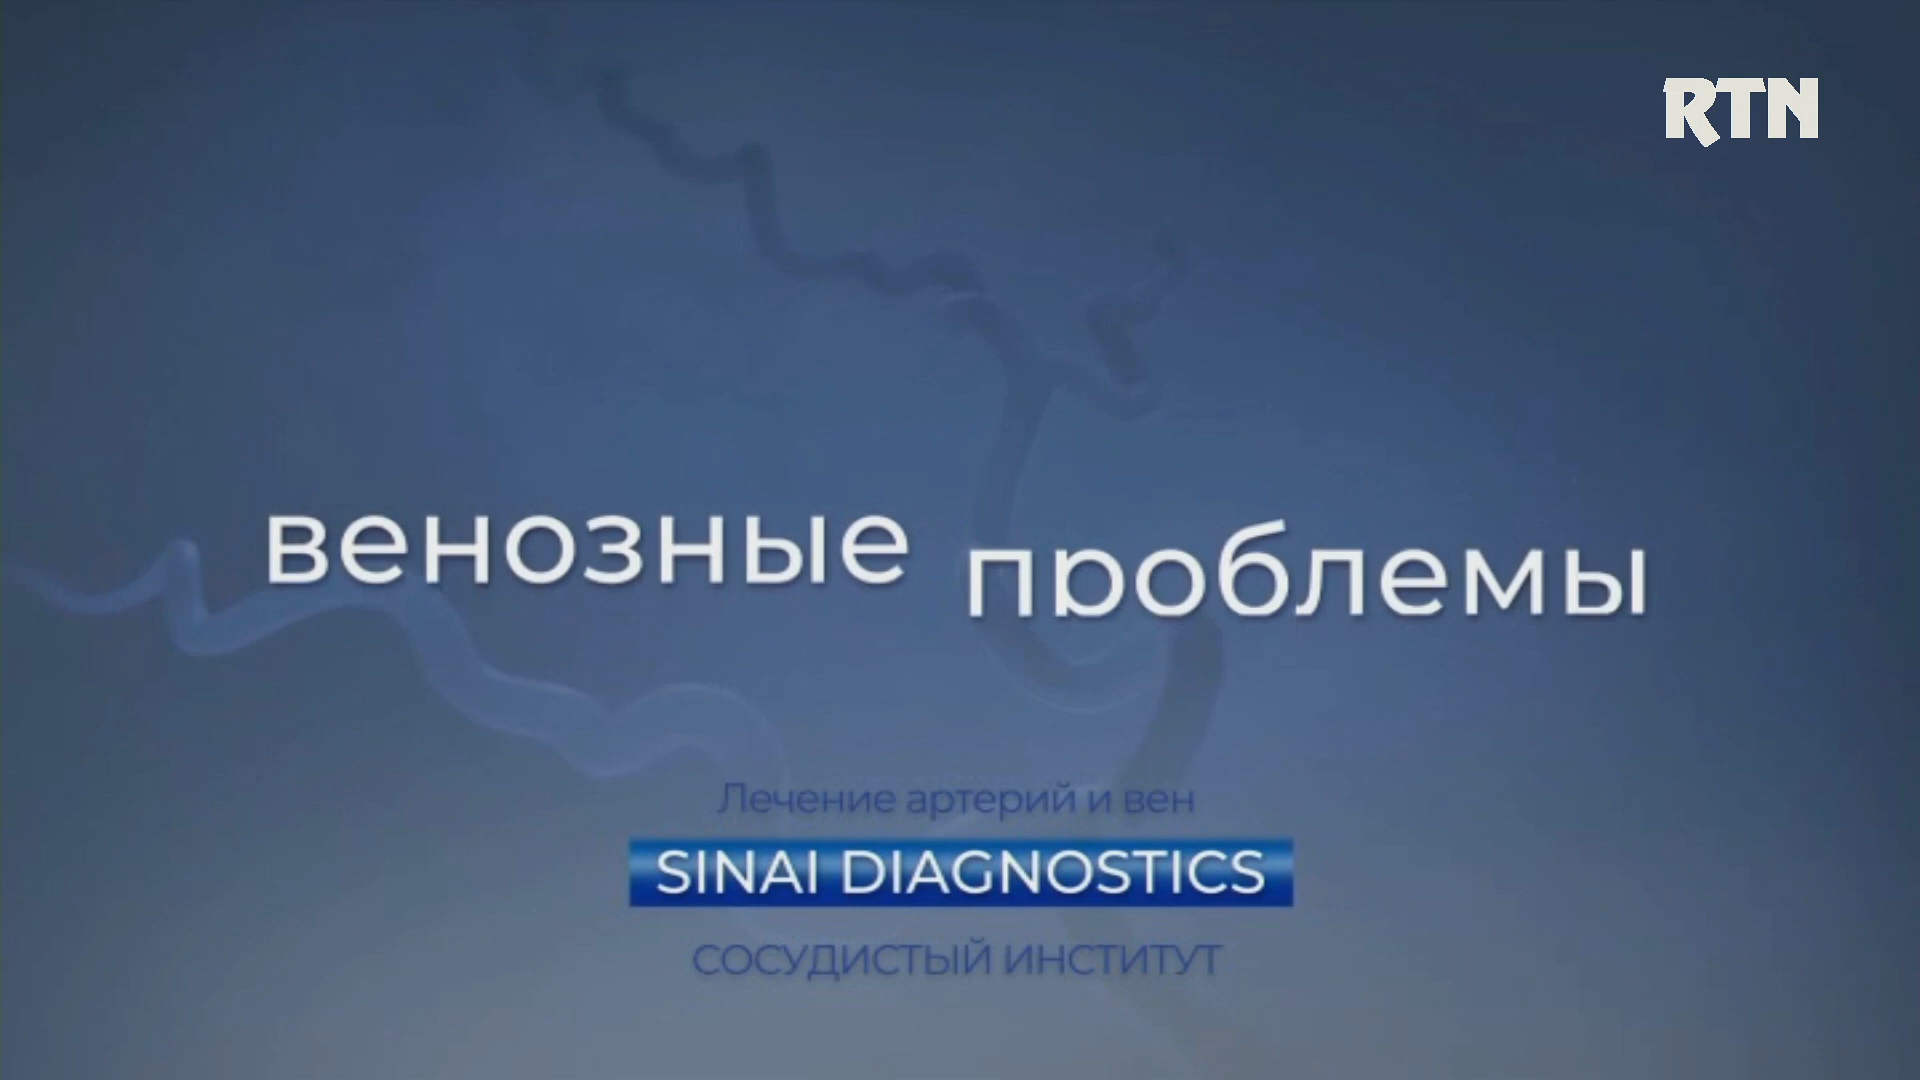 RTN
венозные проблемы
Лечение артерий и вен
SINAI DIAGNOSTICS
СОСУДИСТЫЙ ИНСТИТУТ